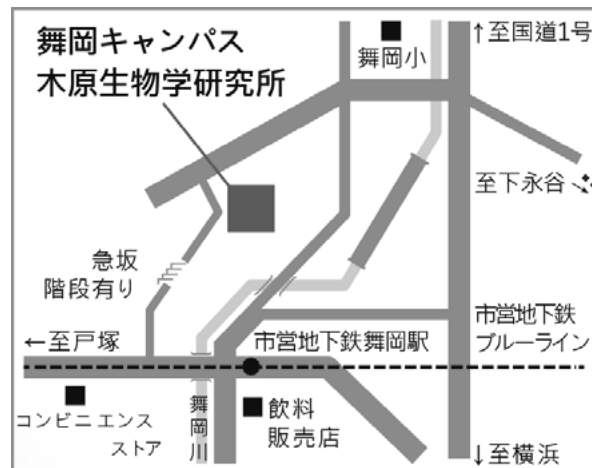 舞岡キャンパス
木原生物学研究所
舞岡小
↑至国道1号
至下永谷
急坂
階段有り
市営地下鉄
ブルーライン
←至戸塚
市営地下鉄舞岡駅
コンビニエンス
ストア
舞岡川
飲料
販売店
↓至横浜